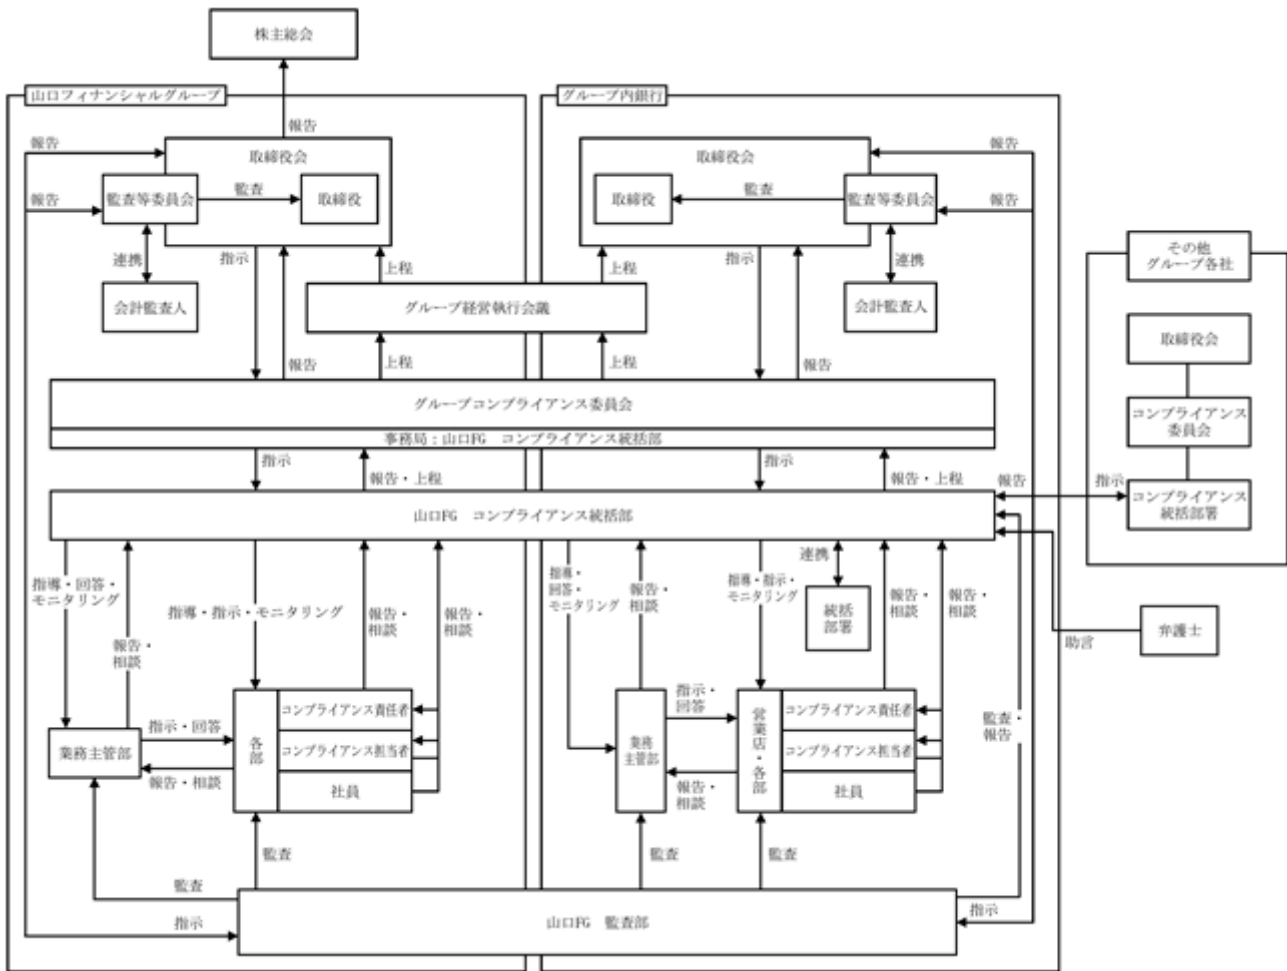 株主総会
山口フィナンシャルグループ
グループ内銀行
報告
報告
取締役会
報告
監査等委員会
監査
取締役
連携
会計監査人
指示
報告
上程
取締役会
報告
取締役
監査
監査等委員会
報告
上程
指示
報告
連携
会計監査人
グループ経営執行会議
上程
上程
その他
グループ各社
取締役会
コンプライアンス
委員会
コンプライアンス
統括部署
グループコンプライアンス委員会
事務局：山口FG　コンプライアンス統括部
指示
報告・上程
指示
報告・上程
報告
指示
山口FG　コンプライアンス統括部
指導・回答・
モニタリング
報告・
相談
指導・指示・モニタリング
報告・
相談
報告・
相談
指導・
回答・
モニタリング
報告・
相談
指導・指示・
モニタリング
連携
統括
部署
報告・
相談
報告・
相談
助言
弁護士
業務主管部
指示・回答
報告・相談
各部
コンプライアンス責任者
コンプライアンス担当者
社員
業務
主管部
指示・
回答
報告・
相談
営業店・各部
コンプライアンス責任者
コンプライアンス担当者
社員
監査・
報告
監査
監査
監査
監査
指示
山口FG　監査部
指示